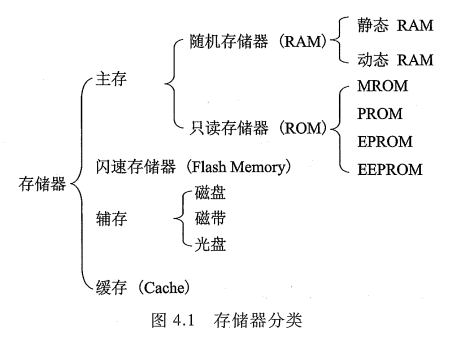 存储器
主存
随机存储器(RAM)
静态 RAM
动态 RAM
只读存储器(ROM)
MROM
PROM
EPROM
EEPROM
闪速存储器(Flash Memory)
辅存
磁盘
磁带
光盘
缓存(Cache)
图 4.1 存储器分类